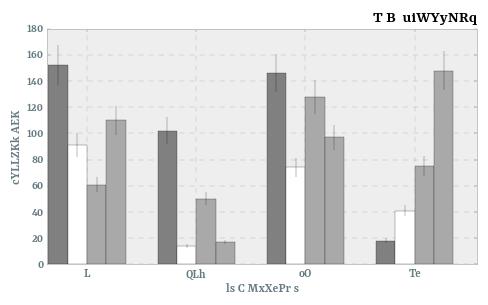 T B uiWYyNRq
180
160
140
120
100
80
60
40
20
0
cYLLZKk AEK
L QLh oO Te
ls C MxXePr s